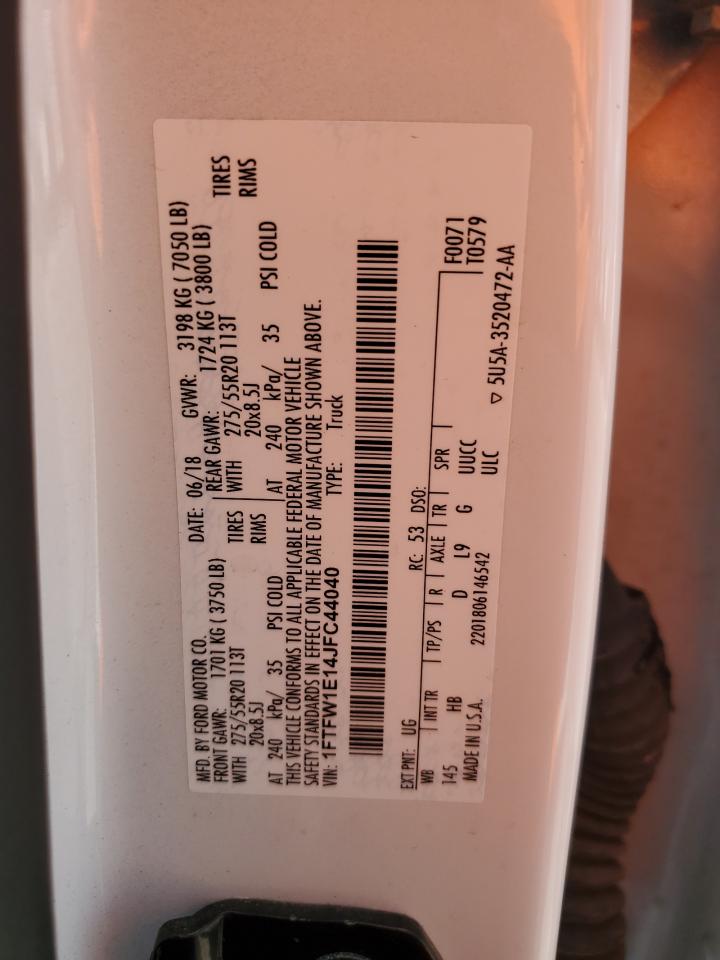 MFD. BY FORD MOTOR CO.
DATE: 06/18 GVWR: 3198 KG ( 7050 LB)
FRONT GAWR: 1701 KG ( 3750 LB) REAR GAWR: 1724 KG ( 3800 LB)
WITH 275/55R20 113T TIRES WITH 275/55R20 113T TIRES
20x8.5J RIMS 20x8.5J RIMS
AT 240 kPa/ 35 PSI COLD AT 240 kPa/ 35 PSI COLD
THIS VEHICLE CONFORMS TO ALL APPLICABLE FEDERAL MOTOR VEHICLE
SAFETY STANDARDS IN EFFECT ON THE DATE OF MANUFACTURE SHOWN ABOVE.
VIN: 1FTFW1E14JFC44040 TYPE: Truck
EXT PNT: UG RC: 53 DSO: F0071
WB INT TR TP/PS R AXLE TR SPR T0579
145 HB D L9 G UUCC
MADE IN U.S.A. 2201806146542 ULC ▽ 5U5A-3520472-AA